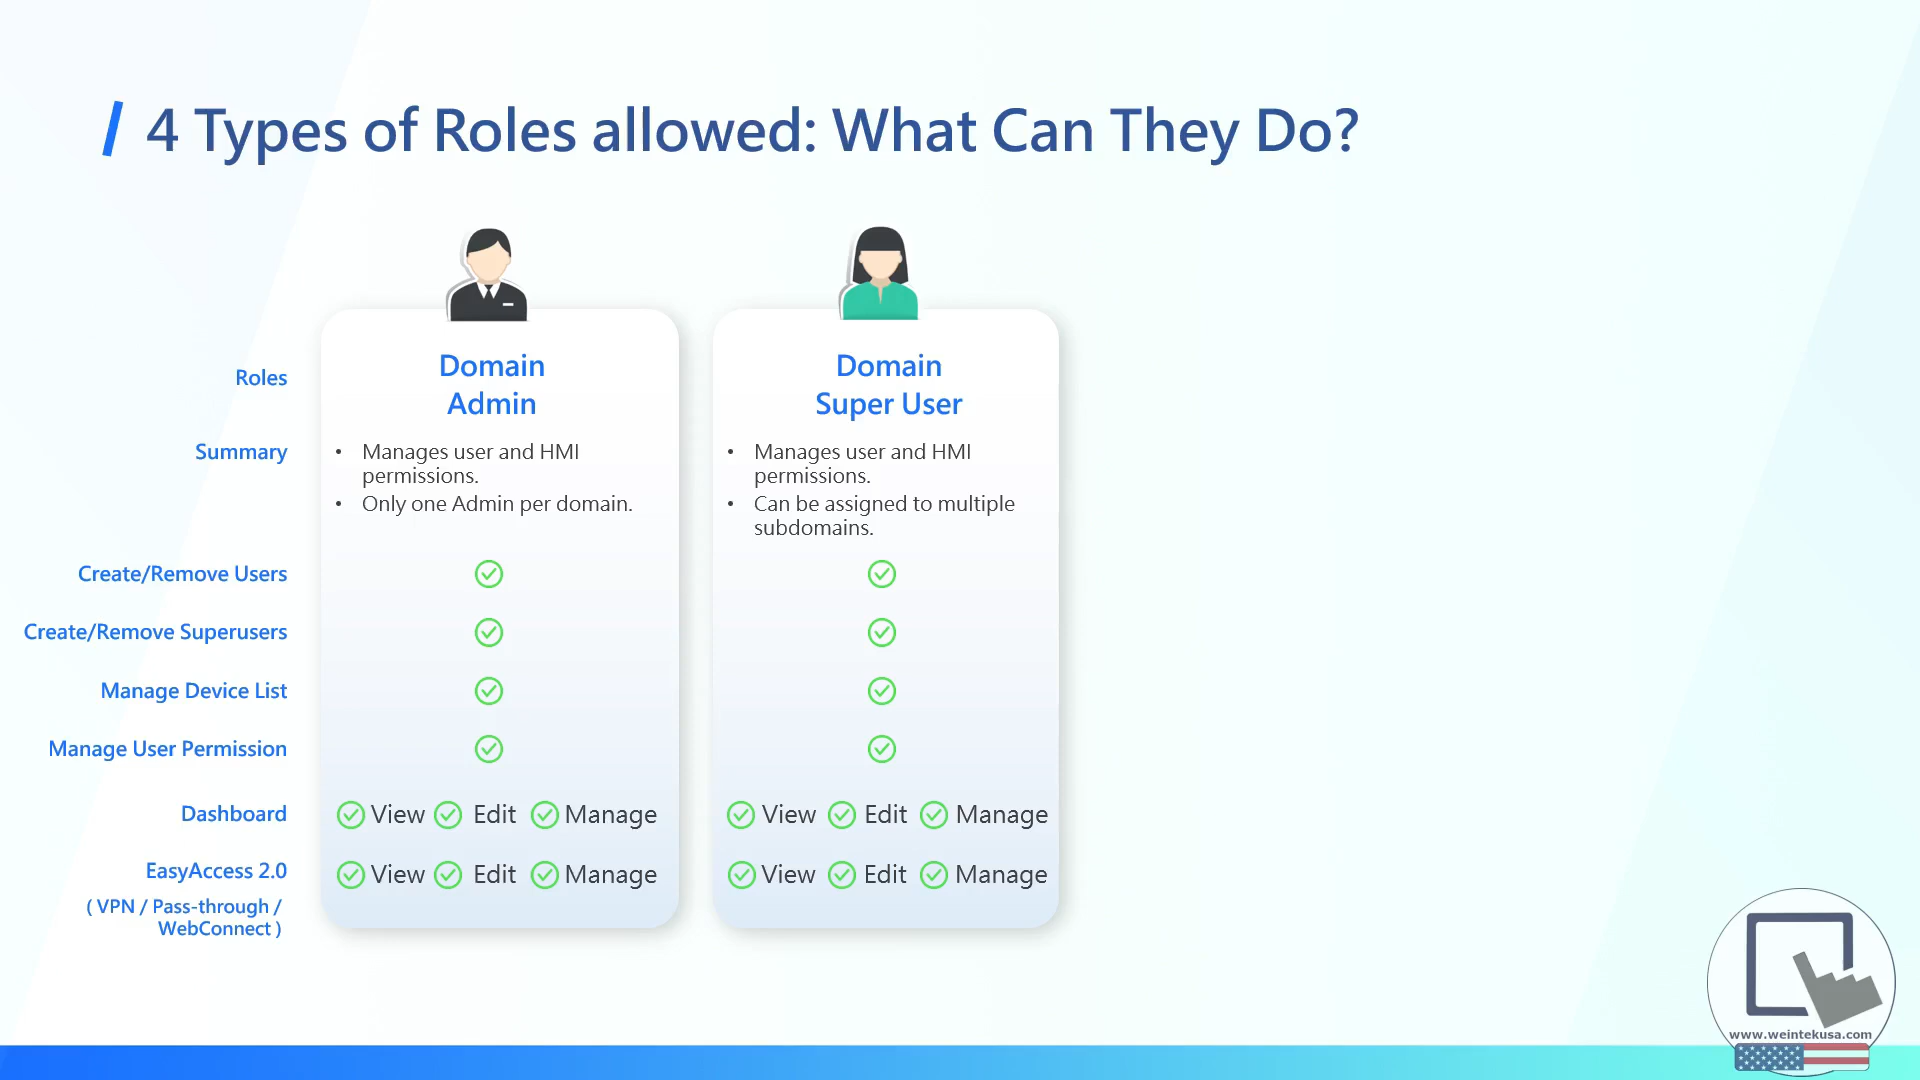 4 Types of Roles allowed: What Can They Do?
Roles
Domain
Admin
Domain
Super User
Summary
• Manages user and HMI
permissions.
• Only one Admin per domain.
• Manages user and HMI
permissions.
• Can be assigned to multiple
subdomains.
Create/Remove Users
Create/Remove Superusers
Manage Device List
Manage User Permission
Dashboard
View Edit Manage
View Edit Manage
EasyAccess 2.0
( VPN / Pass-through /
WebConnect )
View Edit Manage
View Edit Manage
www.weintekusa.com